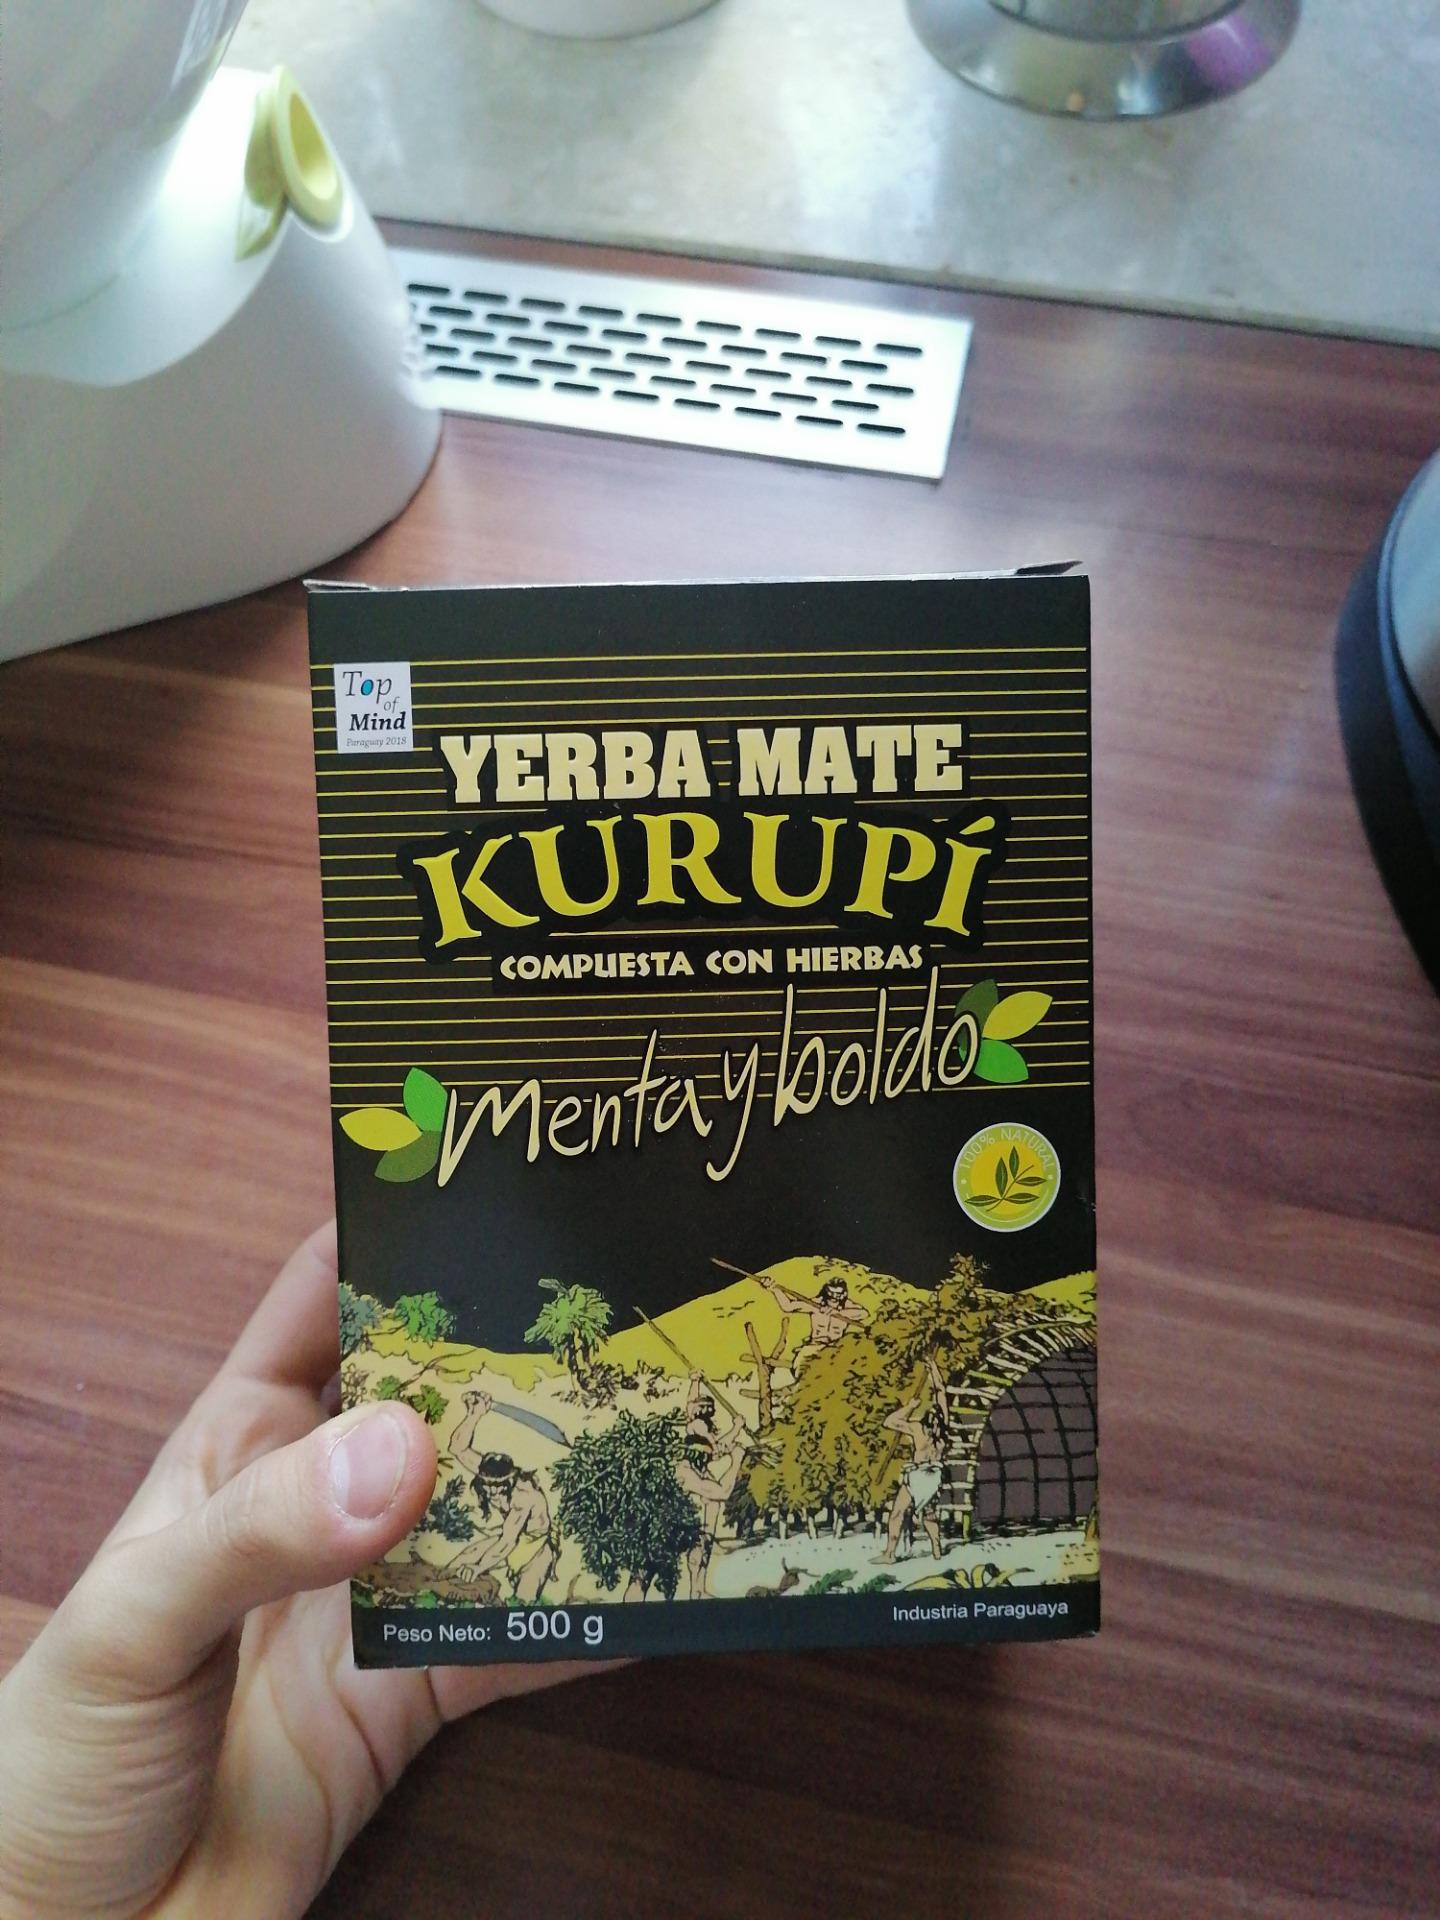 Top
of
Mind
Paraguay 2018
YERBA MATE
KURUPÍ
COMPUESTA CON HIERBAS
Menta y boldo
100% NATURAL
Peso Neto: 500 g
Industria Paraguaya